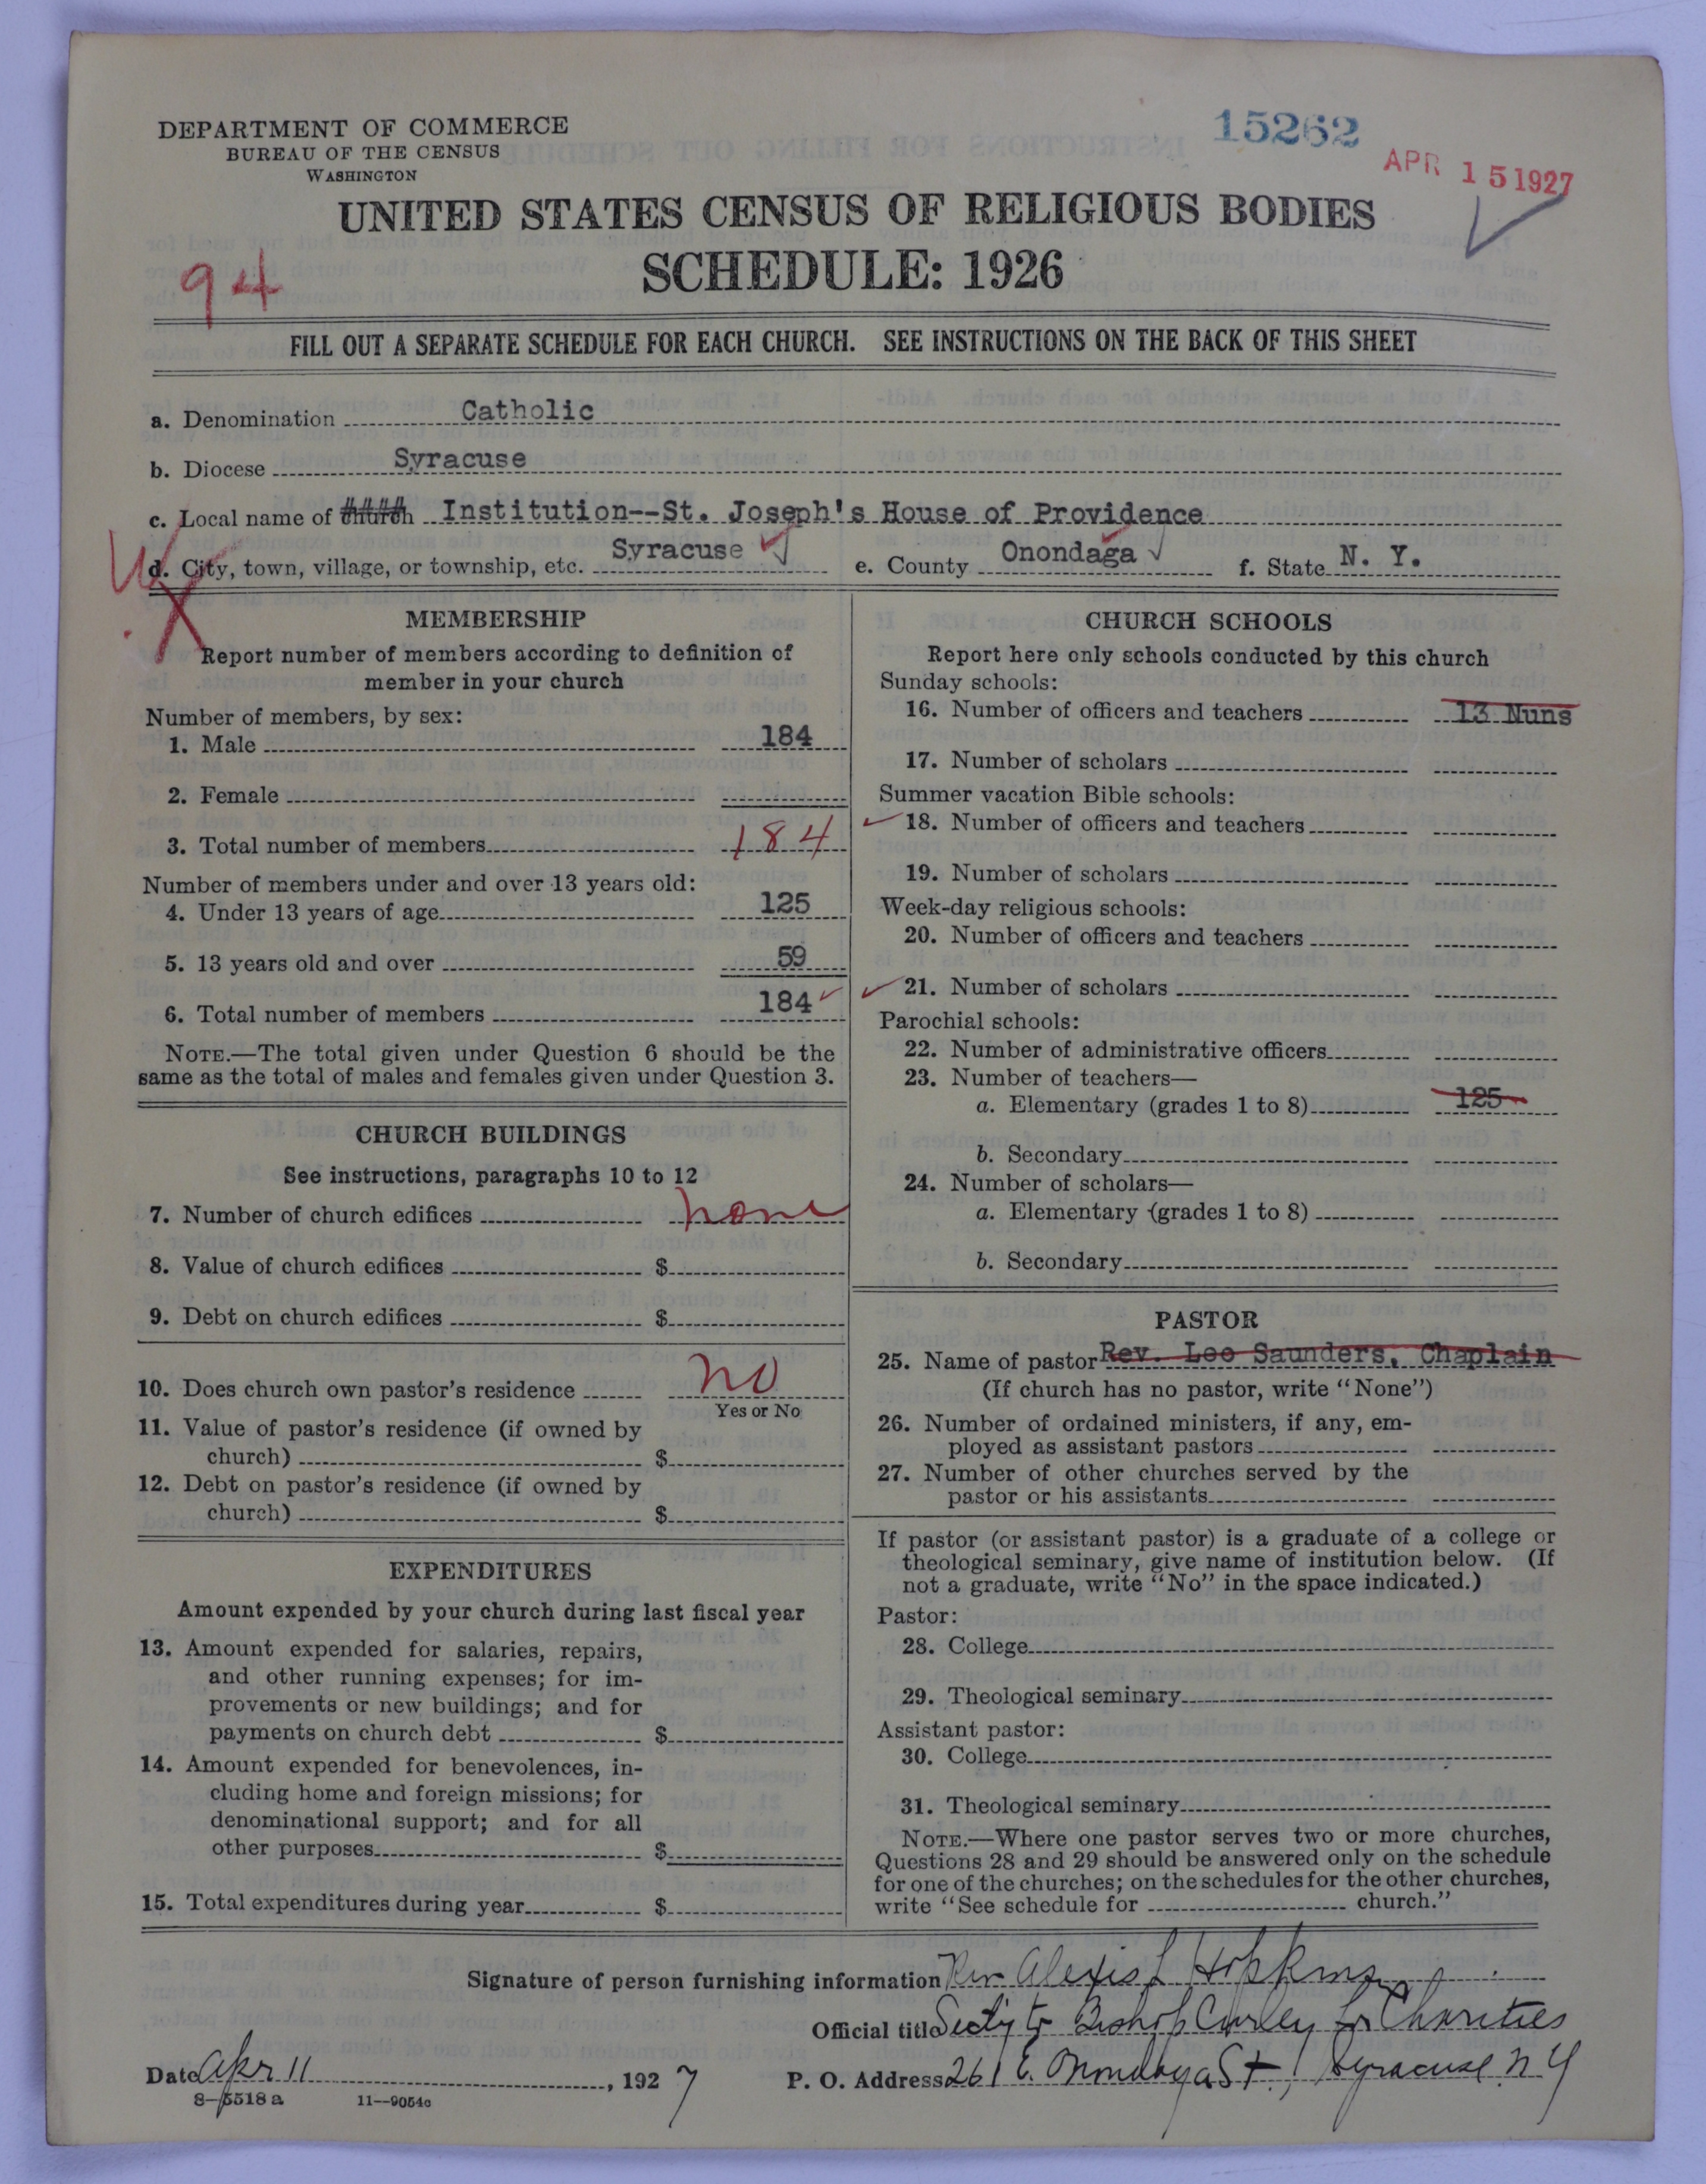 DEPARTMENT OF COMMERCE
BUREAU OF THE CENSUS
WASHINGTON
15262
APR 15 1927
UNITED STATES CENSUS OF RELIGIOUS BODIES
SCHEDULE: 1926
94
FILL OUT A SEPARATE SCHEDULE FOR EACH CHURCH. SEE INSTRUCTIONS ON THE BACK OF THIS SHEET
a. Denomination Catholic
b. Diocese Syracuse
c. Local name of church Institution--St. Joseph's House of Providence
d. City, town, village, or township, etc. Syracuse e. County Onondaga f. State N. Y.
MEMBERSHIP
Report number of members according to definition of
member in your church
Number of members, by sex:
1. Male 184
2. Female
3. Total number of members 184
Number of members under and over 13 years old:
4. Under 13 years of age 125
5. 13 years old and over 59
6. Total number of members 184
NOTE.—The total given under Question 6 should be the
same as the total of males and females given under Question 3.
CHURCH BUILDINGS
See instructions, paragraphs 10 to 12
7. Number of church edifices none
8. Value of church edifices $
9. Debt on church edifices $
10. Does church own pastor's residence no
Yes or No
11. Value of pastor's residence (if owned by
church) $
12. Debt on pastor's residence (if owned by
church) $
EXPENDITURES
Amount expended by your church during last fiscal year
13. Amount expended for salaries, repairs,
and other running expenses; for im-
provements or new buildings; and for
payments on church debt $
14. Amount expended for benevolences, in-
cluding home and foreign missions; for
denominational support; and for all
other purposes $
15. Total expenditures during year $
CHURCH SCHOOLS
Report here only schools conducted by this church
Sunday schools:
16. Number of officers and teachers 13 Nuns
17. Number of scholars
Summer vacation Bible schools:
18. Number of officers and teachers
19. Number of scholars
Week-day religious schools:
20. Number of officers and teachers
21. Number of scholars
Parochial schools:
22. Number of administrative officers
23. Number of teachers—
a. Elementary (grades 1 to 8) 125
b. Secondary
24. Number of scholars—
a. Elementary (grades 1 to 8)
b. Secondary
PASTOR
25. Name of pastor Rev. Leo Saunders, Chaplain
(If church has no pastor, write "None")
26. Number of ordained ministers, if any, em-
ployed as assistant pastors
27. Number of other churches served by the
pastor or his assistants
If pastor (or assistant pastor) is a graduate of a college or
theological seminary, give name of institution below. (If
not a graduate, write "No" in the space indicated.)
Pastor:
28. College
29. Theological seminary
Assistant pastor:
30. College
31. Theological seminary
NOTE.—Where one pastor serves two or more churches,
Questions 28 and 29 should be answered only on the schedule
for one of the churches; on the schedules for the other churches,
write "See schedule for church."
Signature of person furnishing information Rev Alexis L Hopkins
Official title Sect'y to Bishop Curley for Charities
Date Apr 11, 1927 P. O. Address 261 E. Onondaga St., Syracuse N Y
8—5518a 11—9054c